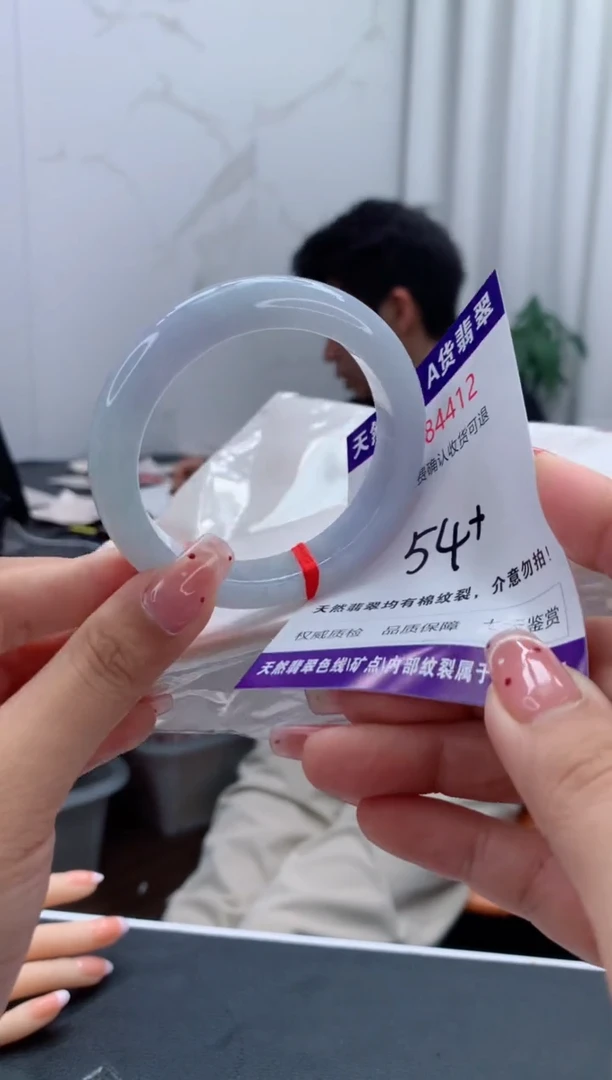 A货翡翠
84412
货确认收货可退
54+
天然翡翠均有棉纹裂，介意勿拍！
权威质检 品质保障 鉴赏
天然翡翠色线\矿点\内部纹裂属于